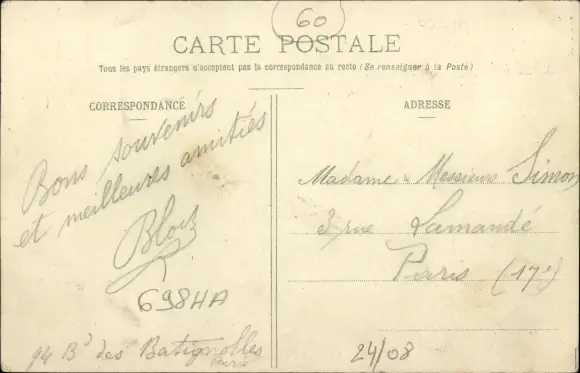 60
CARTE POSTALE
Tous les pays étrangers n'acceptent pas la correspondance au recto (Se renseigner à la Poste)
CORRESPONDANCE
Bons souvenirs
et meilleures amitiés
698HA
94 Bd des Batignolles
Paris
ADRESSE
Madame & Messieurs Simon
3, rue Lamandé
Paris (17e)
24/08